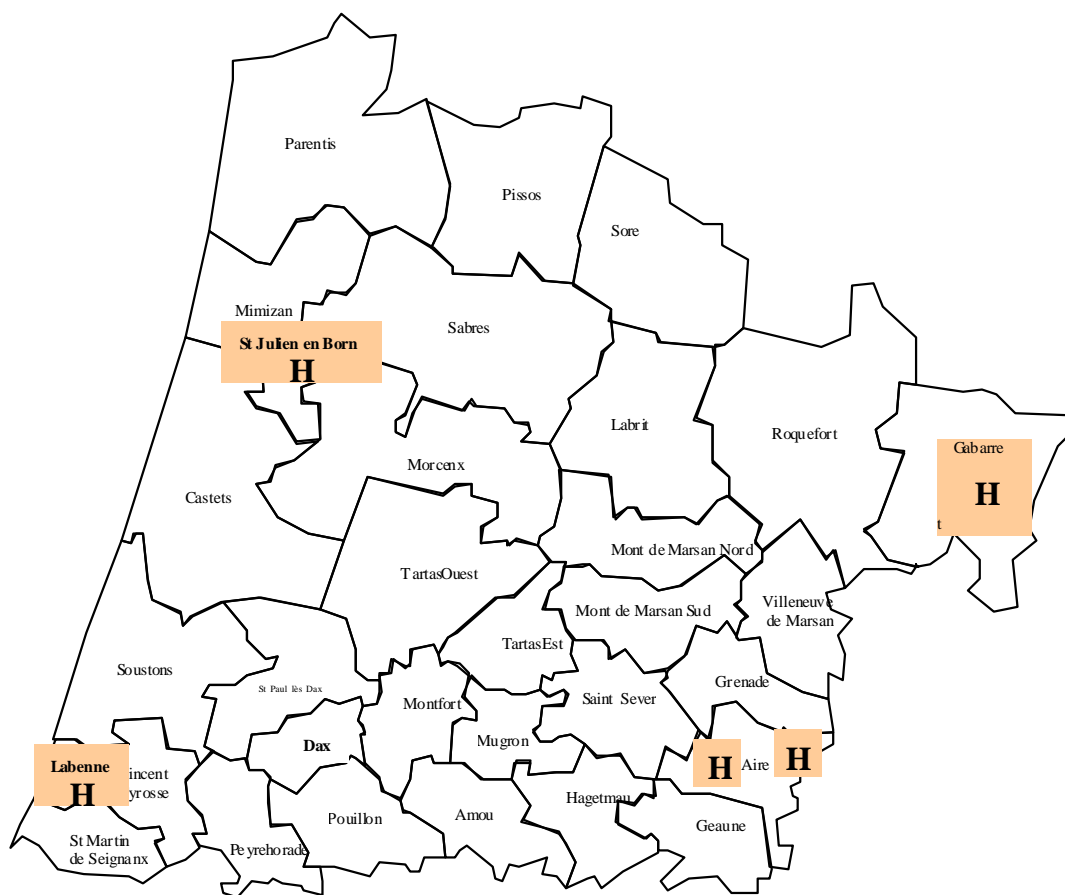 Parentis
Pissos
Sore
Mimizan
St Julien en Born
H
Sabres
Labrit
Roquefort
Gabarre
H
t
Morcenx
Castets
Mont de Marsan Nord
TartasOuest
Mont de Marsan Sud
Villeneuve
de Marsan
TartasEst
Soustons
St Paul lès Dax
Montfort
Saint Sever
Grenade
Dax
Mugron
Labenne
H
incent
yrosse
H
Aire
H
Hagetmau
Pouillon
Amou
Geaune
St Martin
de Seignanx
Peyrehorade